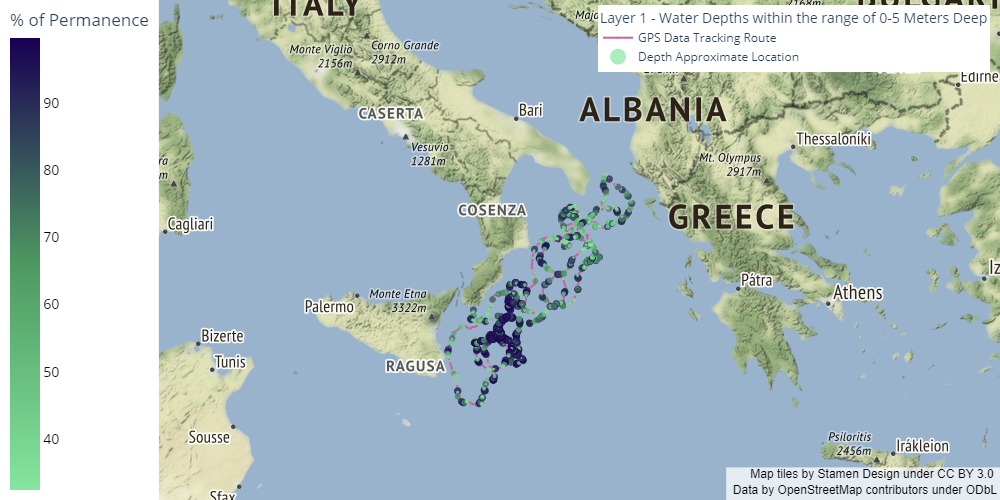 % of Permanence
90
80
70
60
50
40
Layer 1 - Water Depths within the range of 0-5 Meters Deep
GPS Data Tracking Route
Depth Approximate Location
ITALY
Monte Viglio
2156m
Corno Grande
2912m
CASERTA
Vesuvio
1281m
Bari
ALBANIA
Thessaloníki
Mt. Olympus
2917m
COSENZA
GREECE
Cagliari
Pátra
Athens
Palermo
Monte Etna
3322m
RAGUSA
Bizerte
Tunis
Sousse
Sfax
Psiloritis
2456m
Irákleion
Map tiles by Stamen Design under CC BY 3.0
Data by OpenStreetMap contributors under ODbL